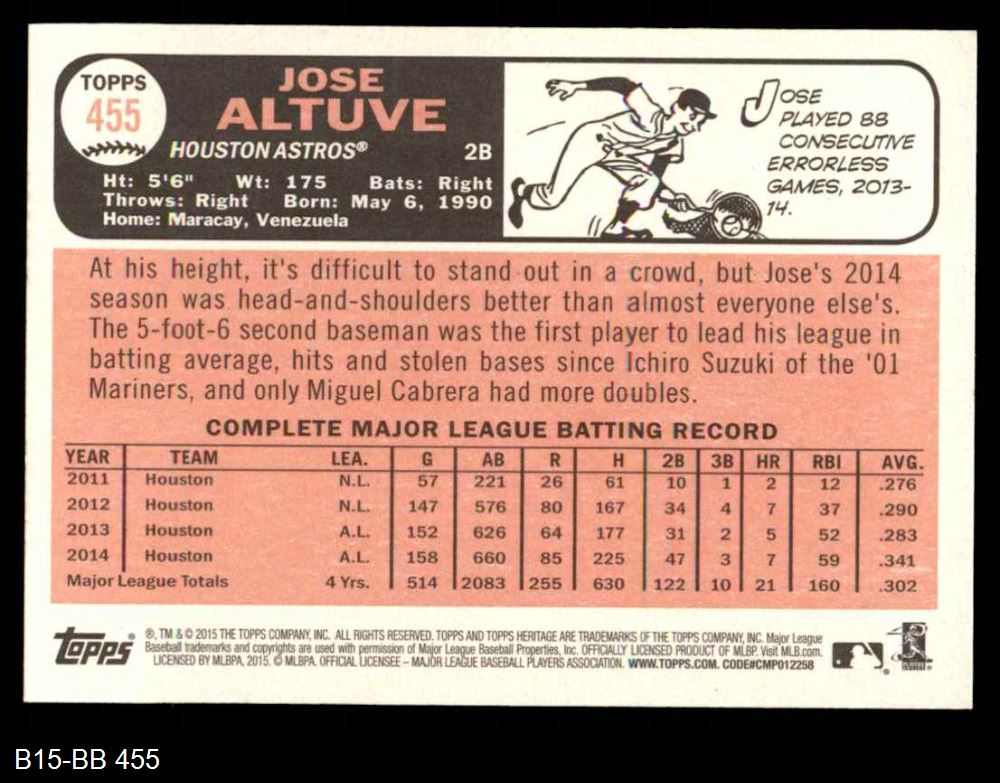 TOPPS
455
JOSE
ALTUVE
HOUSTON ASTROS® 2B
Ht: 5'6" Wt: 175 Bats: Right
Throws: Right Born: May 6, 1990
Home: Maracay, Venezuela
JOSE
PLAYED 88
CONSECUTIVE
ERRORLESS
GAMES, 2013-
14.
At his height, it's difficult to stand out in a crowd, but Jose's 2014
season was head-and-shoulders better than almost everyone else's.
The 5-foot-6 second baseman was the first player to lead his league in
batting average, hits and stolen bases since Ichiro Suzuki of the '01
Mariners, and only Miguel Cabrera had more doubles.
COMPLETE MAJOR LEAGUE BATTING RECORD
YEAR TEAM LEA. G AB R H 2B 3B HR RBI AVG.
2011 Houston N.L. 57 221 26 61 10 1 2 12 .276
2012 Houston N.L. 147 576 80 167 34 4 7 37 .290
2013 Houston A.L. 152 626 64 177 31 2 5 52 .283
2014 Houston A.L. 158 660 85 225 47 3 7 59 .341
Major League Totals 4 Yrs. 514 2083 255 630 122 10 21 160 .302
Topps
®, TM & © 2015 THE TOPPS COMPANY, INC. ALL RIGHTS RESERVED. TOPPS AND TOPPS HERITAGE ARE TRADEMARKS OF THE TOPPS COMPANY, INC. Major League
Baseball trademarks and copyrights are used with permission of Major League Baseball Properties, Inc. OFFICIALLY LICENSED PRODUCT OF MLBP. Visit MLB.com.
LICENSED BY MLBPA, 2015. © MLBPA. OFFICIAL LICENSEE – MAJOR LEAGUE BASEBALL PLAYERS ASSOCIATION. WWW.TOPPS.COM. CODE#CMP012258
B15-BB 455